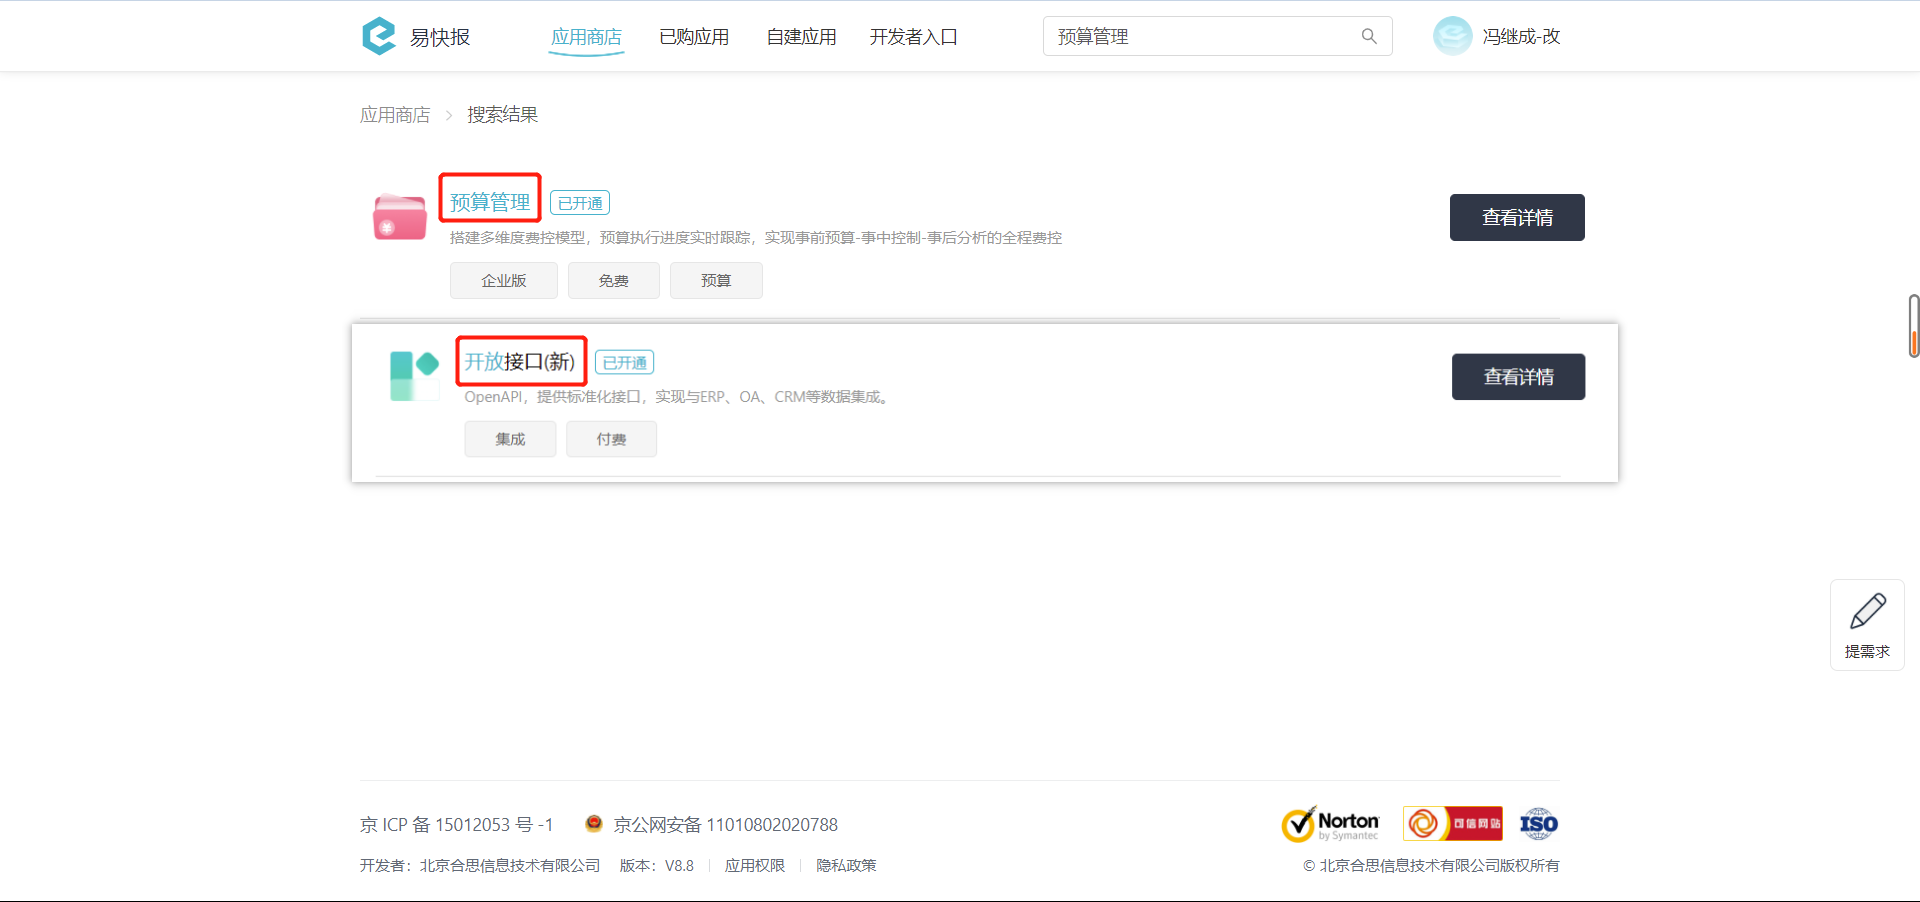 易快报 应用商店 已购应用 自建应用 开发者入口 预算管理 冯继成-改
应用商店 > 搜索结果
预算管理 已开通
搭建多维度费控模型，预算执行进度实时跟踪，实现事前预算-事中控制-事后分析的全程费控
查看详情
企业版 免费 预算
开放接口(新) 已开通
OpenAPI，提供标准化接口，实现与ERP、OA、CRM等数据集成。
查看详情
集成 付费
提需求
京 ICP 备 15012053 号 -1 京公网安备 11010802020788
Norton
by Symantec
可信网站
ISO
开发者：北京合思信息技术有限公司 版本：V8.8 应用权限 隐私政策
© 北京合思信息技术有限公司版权所有